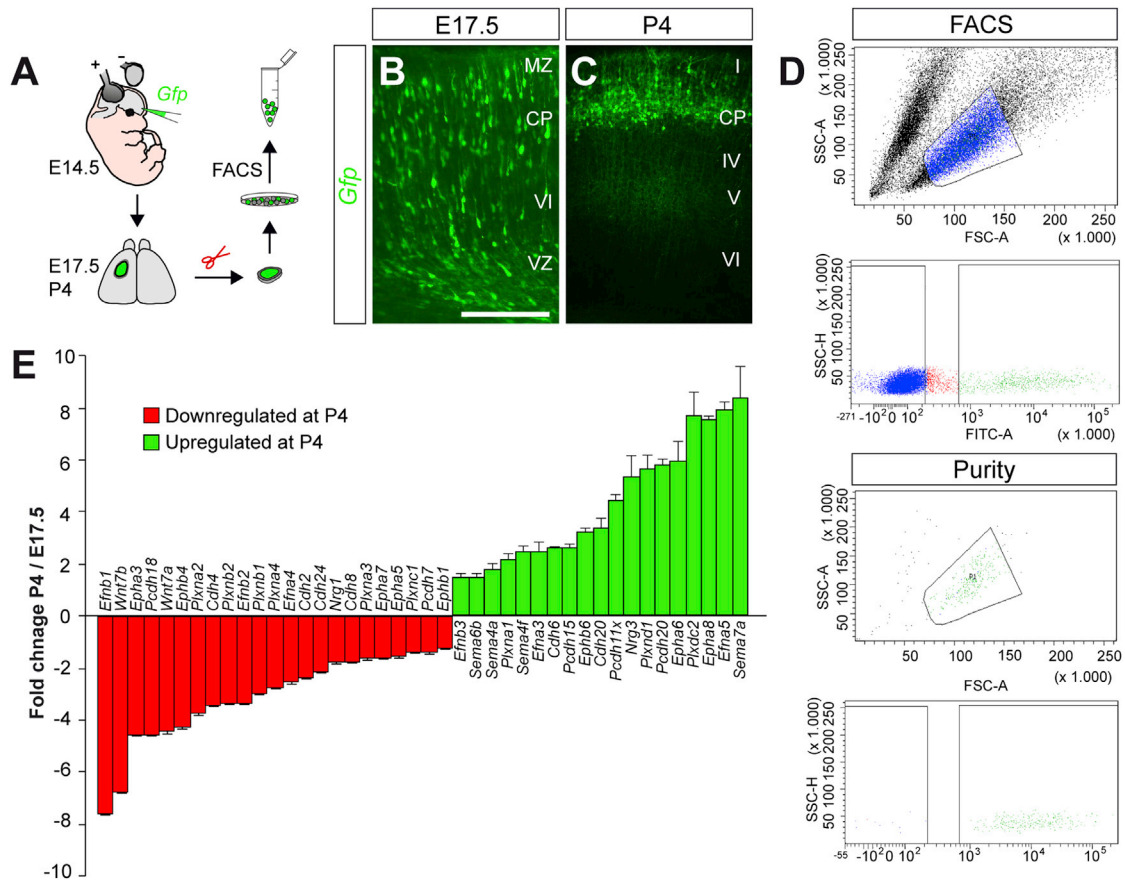 A
+
-
Gfp
E14.5
FACS
E17.5
P4
Gfp
E17.5
P4
B
MZ
CP
VI
VZ
C
I
CP
IV
V
VI
D
FACS
SSC-A
(x 1.000)
50 100 150 200 250
50 100 150 200 250
FSC-A
(x 1.000)
SSC-H
(x 1.000)
50 100 150 200 250
-271 -10² 0 10² 10³ 10⁴ 10⁵
FITC-A
(x 1.000)
Purity
SSC-A
(x 1.000)
50 100 150 200 250
50 100 150 200 250
P1
FSC-A
(x 1.000)
SSC-H
(x 1.000)
50 100 150 200 250
-55 -10² 0 10² 10³ 10⁴ 10⁵
E
Fold chnage P4 / E17.5
10
8
6
4
2
0
-2
-4
-6
-8
-10
Downregulated at P4
Upregulated at P4
Efnb1
Wnt7b
Epha3
Pcdh18
Wnt7a
Ephb4
Plxna2
Cdh4
Plxnb2
Efnb2
Plxnb1
Plxna4
Efna4
Cdh2
Cdh24
Nrg1
Cdh8
Plxna3
Epha7
Epha5
Plxnc1
Pcdh7
Ephb1
Efnb3
Sema6b
Sema4a
Plxna1
Sema4f
Efna3
Cdh6
Pcdh15
Ephb6
Cdh20
Pcdh11x
Nrg3
Plxnd1
Pcdh20
Epha6
Plxdc2
Epha8
Efna5
Sema7a